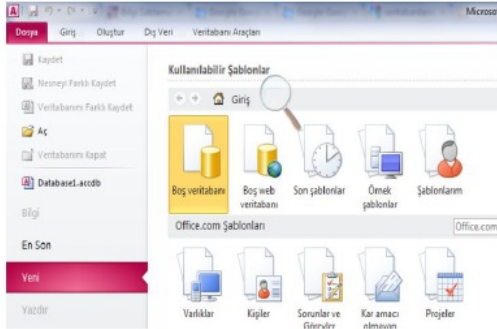 Microsof
Dosya Giriş Oluştur Dış Veri Veritabanı Araçları
Kaydet
Nesneyi Farklı Kaydet
Veritabanını Farklı Kaydet
Aç
Veritabanını Kapat
Database1.accdb
Bilgi
En Son
Yeni
Yazdır
Kullanılabilir Şablonlar
Giriş
Boş veritabanı
Boş web veritabanı
Son şablonlar
Örnek şablonlar
Şablonlarım
Office.com Şablonları
Office.com
Varlıklar
Kişiler
Sorunlar ve Görevler
Kar amacı olmayan
Projeler